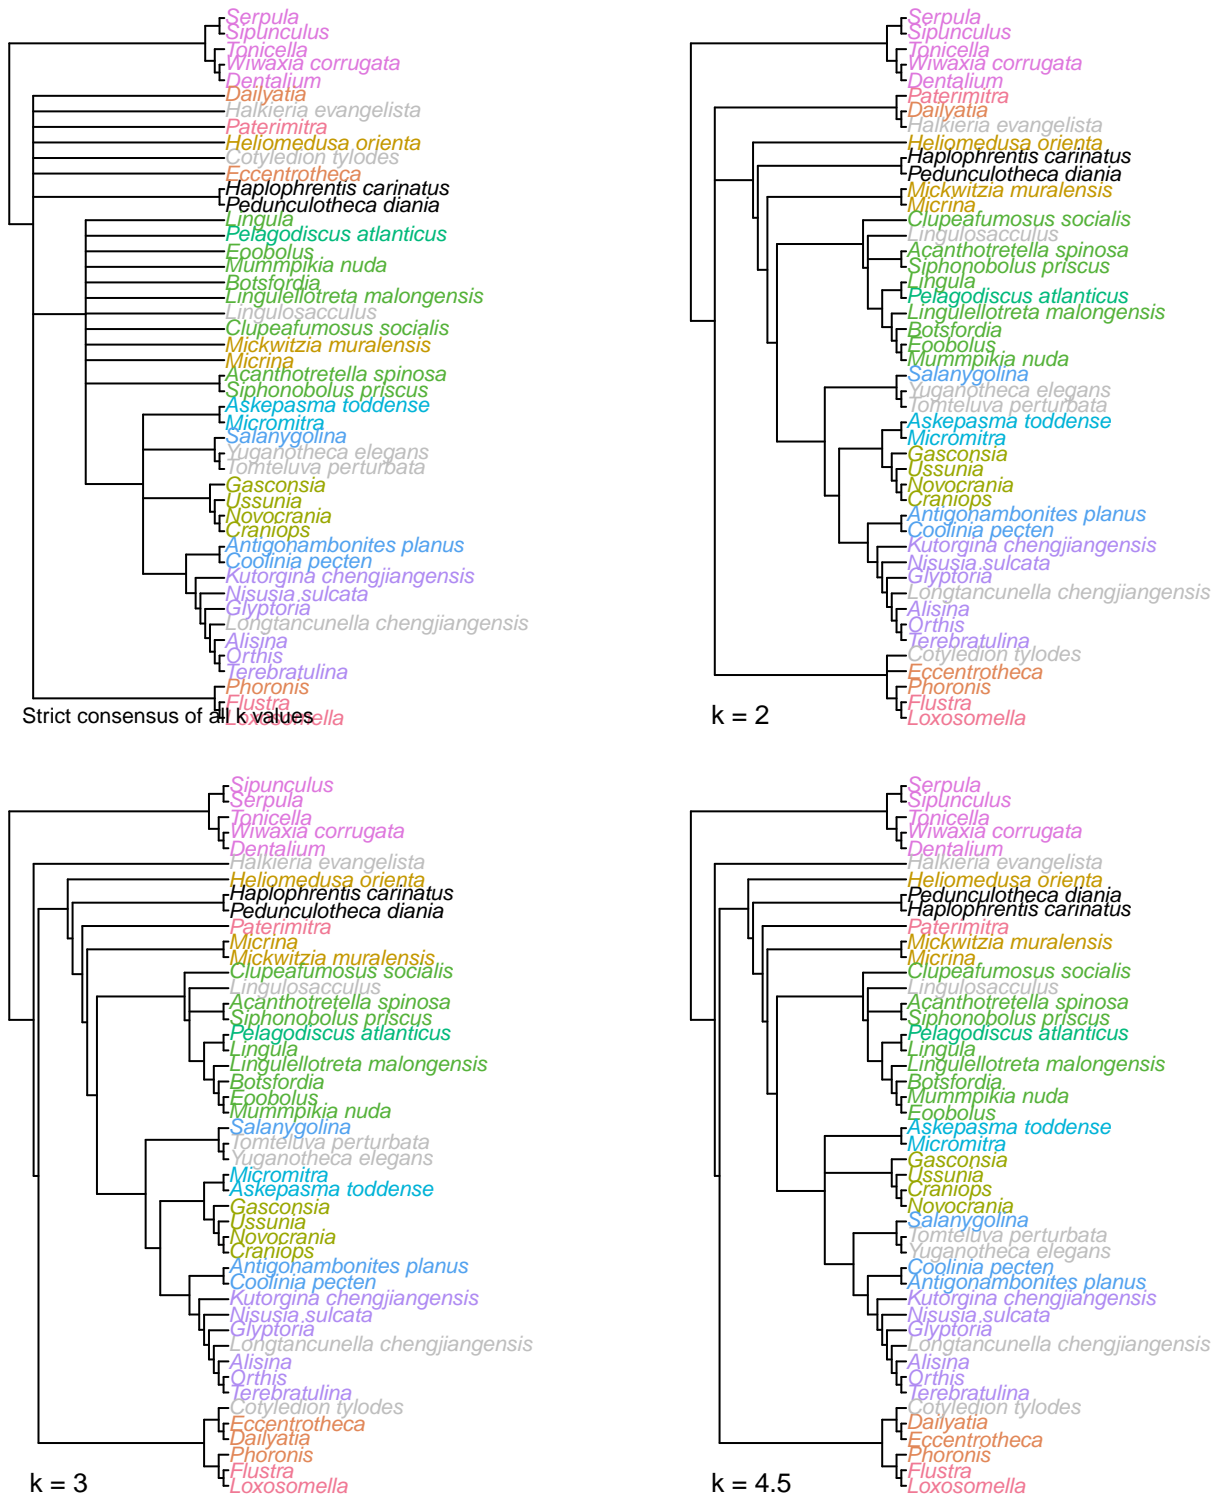 Serpula
Sipunculus
Tonicella
Wiwaxia corrugata
Dentalium
Dailyatia
Halkieria evangelista
Paterimitra
Heliomedusa orienta
Cotyledion tylodes
Eccentrotheca
Haplophrentis carinatus
Pedunculotheca diania
Lingula
Pelagodiscus atlanticus
Eoobolus
Mummpikia nuda
Botsfordia
Lingulellotreta malongensis
Lingulosacculus
Clupeafumosus socialis
Mickwitzia muralensis
Micrina
Acanthotretella spinosa
Siphonobolus priscus
Askepasma toddense
Micromitra
Salanygolina
Yuganotheca elegans
Tomteluva perturbata
Gasconsia
Ussunia
Novocrania
Craniops
Antigonambonites planus
Coolinia pecten
Kutorgina chengjiangensis
Nisusia sulcata
Glyptoria
Longtancunella chengjiangensis
Alisina
Orthis
Terebratulina
Phoronis
Flustra
Loxosomella
Strict consensus of all k values
Serpula
Sipunculus
Tonicella
Wiwaxia corrugata
Dentalium
Paterimitra
Dailyatia
Halkieria evangelista
Heliomedusa orienta
Haplophrentis carinatus
Pedunculotheca diania
Mickwitzia muralensis
Micrina
Clupeafumosus socialis
Lingulosacculus
Acanthotretella spinosa
Siphonobolus priscus
Lingula
Pelagodiscus atlanticus
Lingulellotreta malongensis
Botsfordia
Eoobolus
Mummpikia nuda
Salanygolina
Yuganotheca elegans
Tomteluva perturbata
Askepasma toddense
Micromitra
Gasconsia
Ussunia
Novocrania
Craniops
Antigonambonites planus
Coolinia pecten
Kutorgina chengjiangensis
Nisusia sulcata
Glyptoria
Longtancunella chengjiangensis
Alisina
Orthis
Terebratulina
Cotyledion tylodes
Eccentrotheca
Phoronis
Flustra
Loxosomella
k = 2
Sipunculus
Serpula
Tonicella
Wiwaxia corrugata
Dentalium
Halkieria evangelista
Heliomedusa orienta
Haplophrentis carinatus
Pedunculotheca diania
Paterimitra
Micrina
Mickwitzia muralensis
Clupeafumosus socialis
Lingulosacculus
Acanthotretella spinosa
Siphonobolus priscus
Pelagodiscus atlanticus
Lingula
Lingulellotreta malongensis
Botsfordia
Eoobolus
Mummpikia nuda
Salanygolina
Tomteluva perturbata
Yuganotheca elegans
Micromitra
Askepasma toddense
Gasconsia
Ussunia
Novocrania
Craniops
Antigonambonites planus
Coolinia pecten
Kutorgina chengjiangensis
Nisusia sulcata
Glyptoria
Longtancunella chengjiangensis
Alisina
Orthis
Terebratulina
Cotyledion tylodes
Eccentrotheca
Dailyatia
Phoronis
Flustra
Loxosomella
k = 3
Serpula
Sipunculus
Tonicella
Wiwaxia corrugata
Dentalium
Halkieria evangelista
Heliomedusa orienta
Pedunculotheca diania
Haplophrentis carinatus
Paterimitra
Mickwitzia muralensis
Micrina
Clupeafumosus socialis
Lingulosacculus
Acanthotretella spinosa
Siphonobolus priscus
Pelagodiscus atlanticus
Lingula
Lingulellotreta malongensis
Botsfordia
Mummpikia nuda
Eoobolus
Askepasma toddense
Micromitra
Gasconsia
Ussunia
Craniops
Novocrania
Salanygolina
Tomteluva perturbata
Yuganotheca elegans
Coolinia pecten
Antigonambonites planus
Kutorgina chengjiangensis
Nisusia sulcata
Glyptoria
Longtancunella chengjiangensis
Alisina
Orthis
Terebratulina
Cotyledion tylodes
Dailyatia
Eccentrotheca
Phoronis
Flustra
Loxosomella
k = 4.5